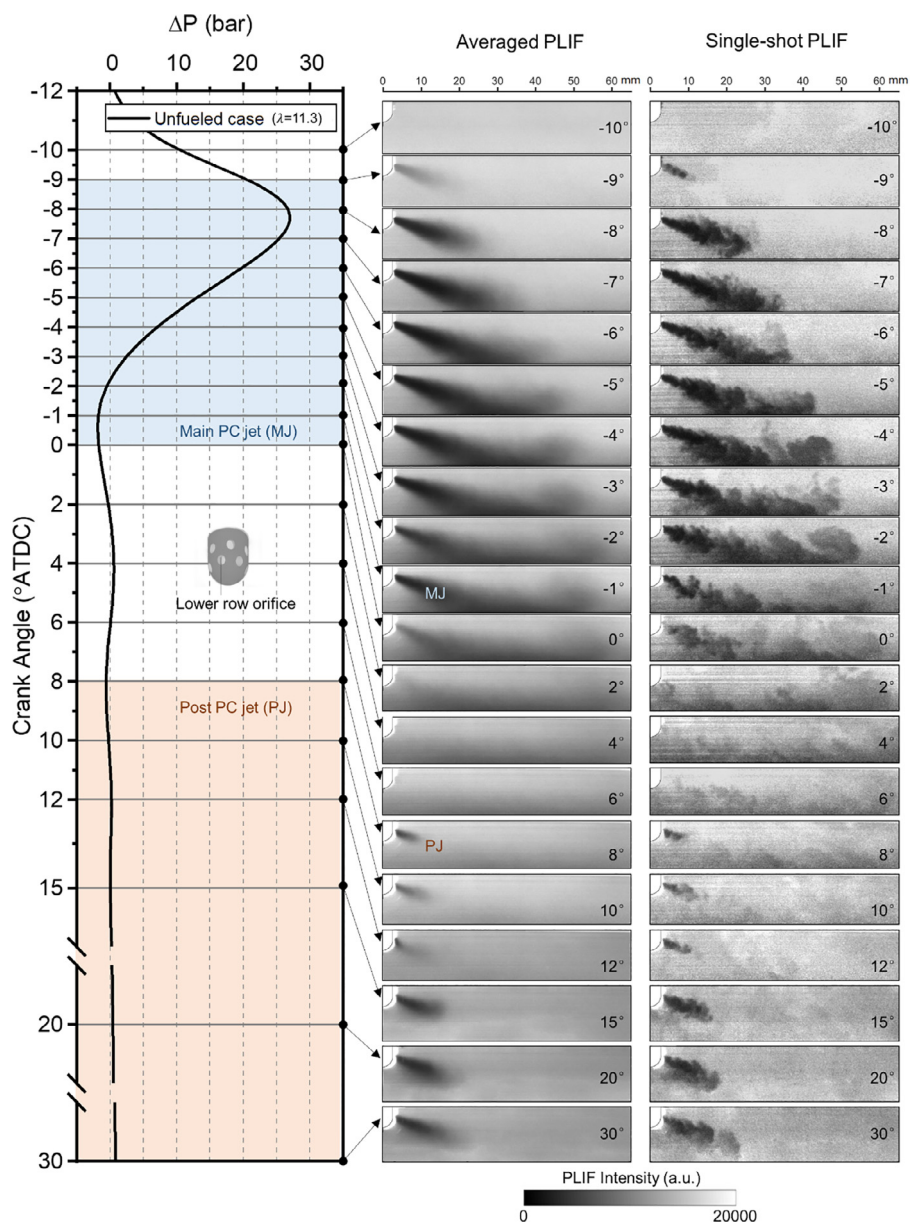 ΔP (bar)
0 10 20 30
Averaged PLIF
Single-shot PLIF
0 10 20 30 40 50 60 mm
0 10 20 30 40 50 60 mm
Unfueled case (λ=11.3)
Crank Angle (°ATDC)
-12
-10
-9
-8
-7
-6
-5
-4
-3
-2
-1
0
2
4
6
8
10
12
15
20
30
Main PC jet (MJ)
Lower row orifice
Post PC jet (PJ)
-10° -10°
-9° -9°
-8° -8°
-7° -7°
-6° -6°
-5° -5°
-4° -4°
-3° -3°
-2° -2°
MJ -1° -1°
0° 0°
2° 2°
4° 4°
6° 6°
PJ 8° 8°
10° 10°
12° 12°
15° 15°
20° 20°
30° 30°
PLIF Intensity (a.u.)
0 20000